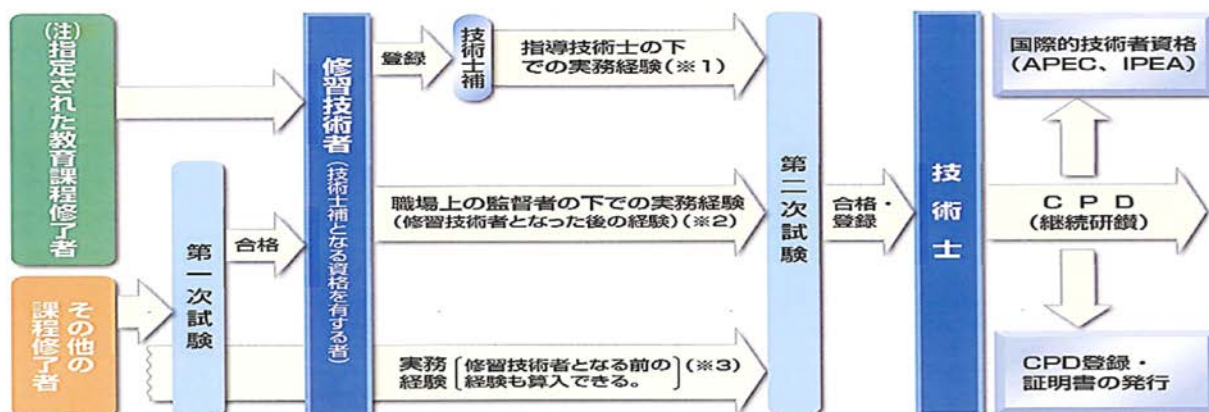 (注)指定された教育課程修了者
その他の
課程修了者
第一次試験
合格
修習技術者
(技術士補となる資格を有する者)
登録
技術士補
指導技術士の下
での実務経験(※1)
職場上の監督者の下での実務経験
(修習技術者となった後の経験)(※2)
実務
経験
修習技術者となる前の
経験も算入できる。
(※3)
第二次試験
合格・
登録
技術士
国際的技術者資格
(APEC、IPEA)
CPD
(継続研鑽)
CPD登録・
証明書の発行